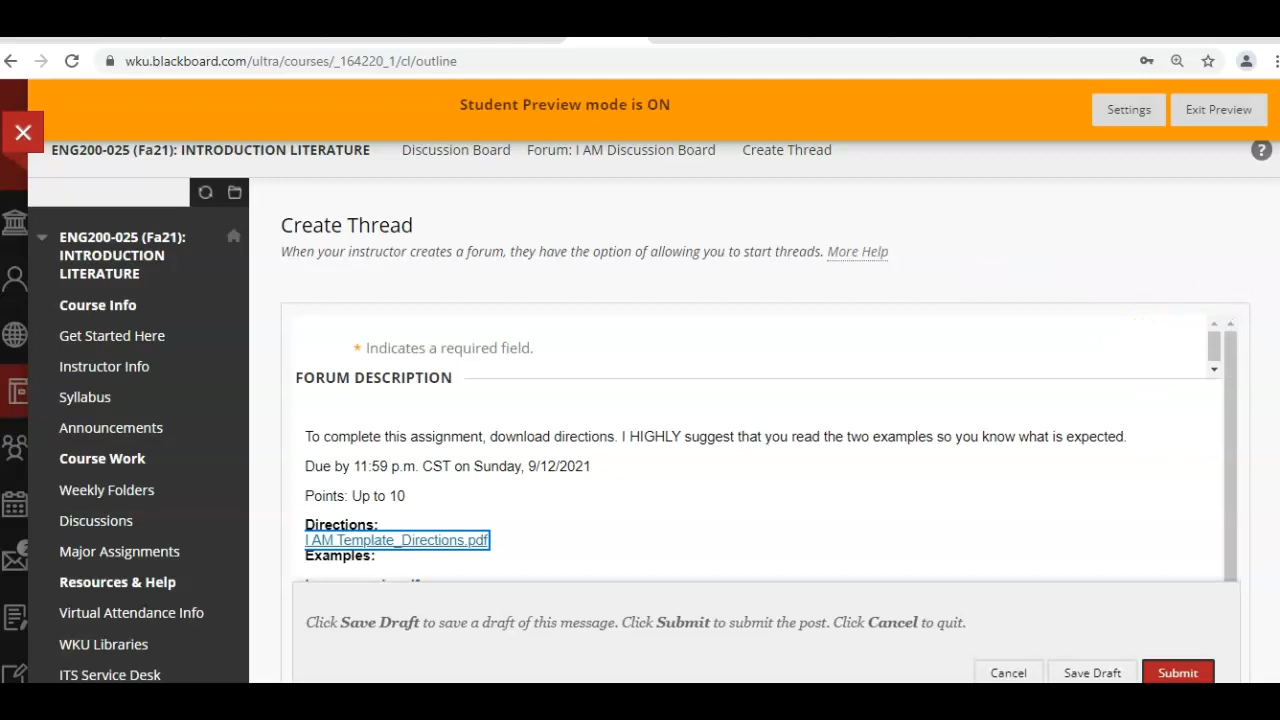 wku.blackboard.com/ultra/courses/_164220_1/cl/outline
Student Preview mode is ON
Settings
Exit Preview
ENG200-025 (Fa21): INTRODUCTION LITERATURE
Discussion Board
Forum: I AM Discussion Board
Create Thread
?
ENG200-025 (Fa21):
INTRODUCTION
LITERATURE
Course Info
Get Started Here
Instructor Info
Syllabus
Announcements
Course Work
Weekly Folders
Discussions
Major Assignments
Resources & Help
Virtual Attendance Info
WKU Libraries
ITS Service Desk
Create Thread
When your instructor creates a forum, they have the option of allowing you to start threads. More Help
* Indicates a required field.
FORUM DESCRIPTION
To complete this assignment, download directions. I HIGHLY suggest that you read the two examples so you know what is expected.
Due by 11:59 p.m. CST on Sunday, 9/12/2021
Points: Up to 10
Directions:
I AM Template_Directions.pdf
Examples:
Click Save Draft to save a draft of this message. Click Submit to submit the post. Click Cancel to quit.
Cancel
Save Draft
Submit